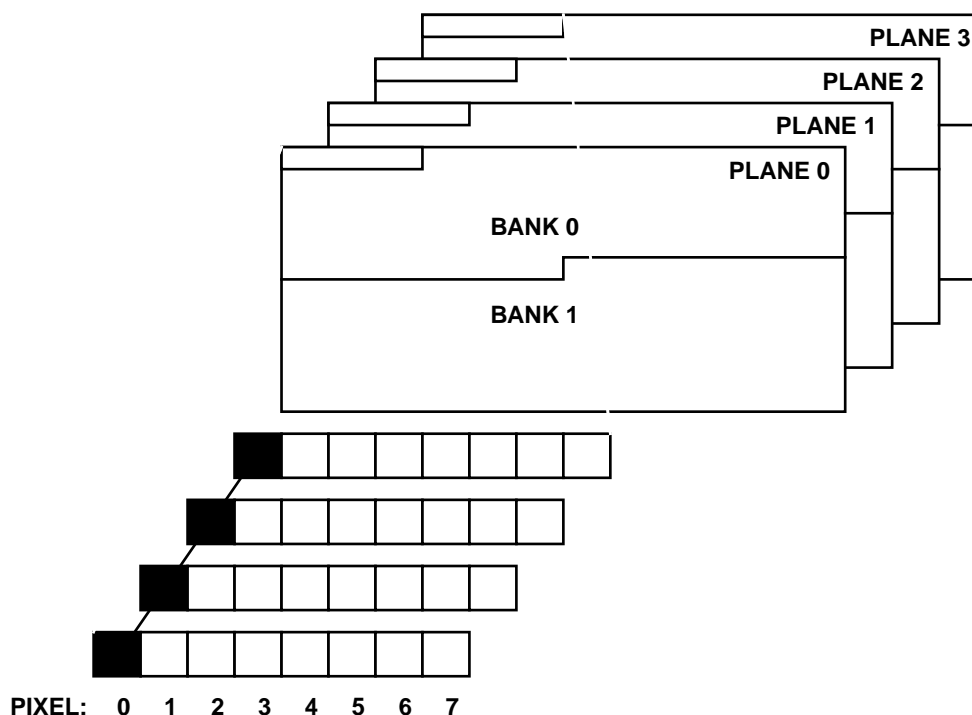 PLANE 3
PLANE 2
PLANE 1
PLANE 0
BANK 0
BANK 1
PIXEL: 0 1 2 3 4 5 6 7